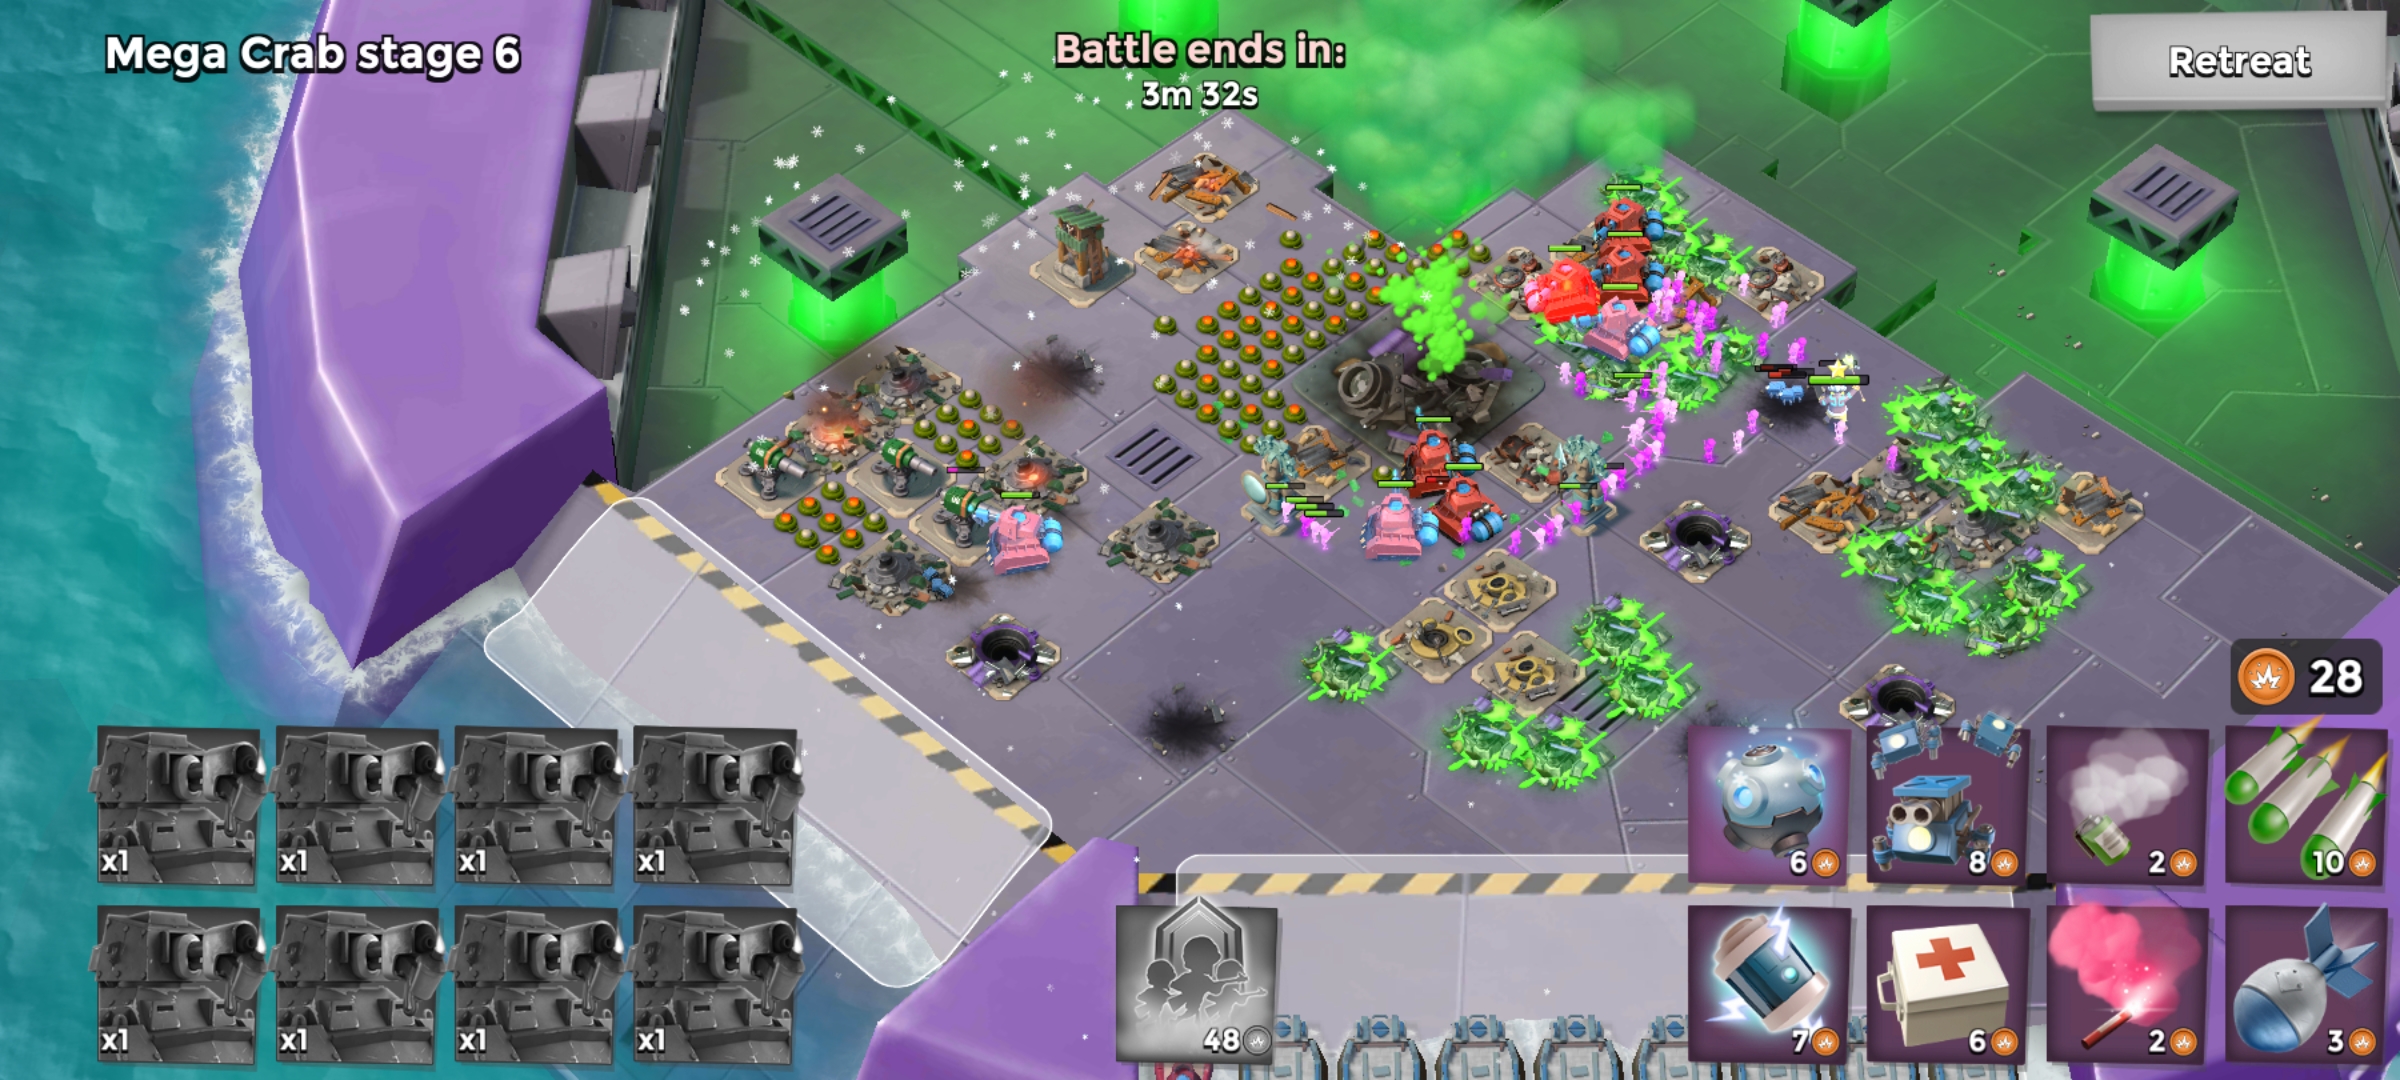 Mega Crab stage 6
Battle ends in:
3m 32s
Retreat
28
x1
x1
x1
x1
6
8
2
10
x1
x1
x1
x1
48
7
6
2
3